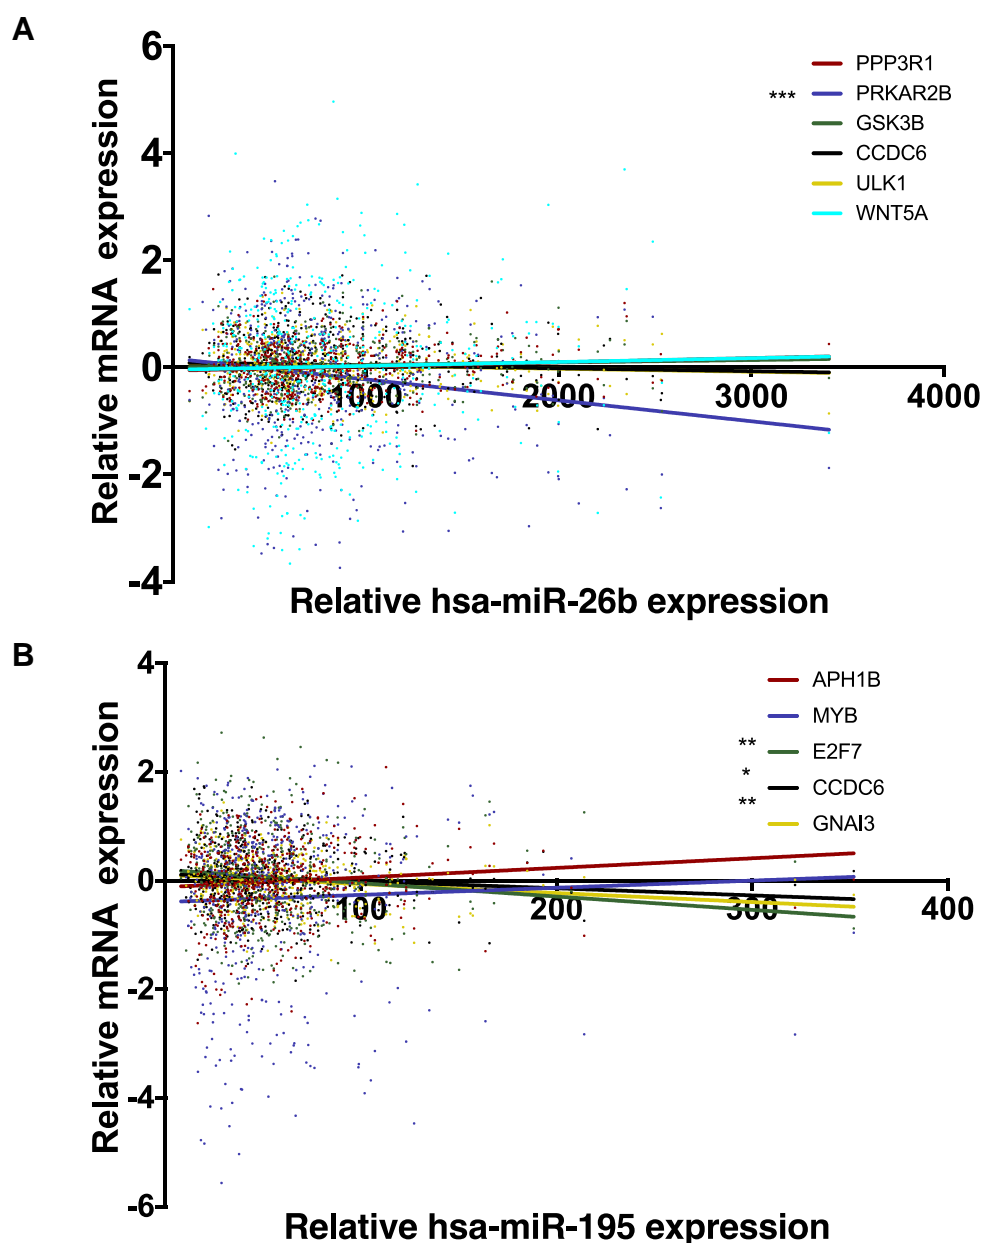 A
6
4
2
0
-2
-4
1000
2000
3000
4000
Relative mRNA expression
Relative hsa-miR-26b expression
PPP3R1
*** PRKAR2B
GSK3B
CCDC6
ULK1
WNT5A
B
4
2
0
-2
-4
-6
100
200
300
400
Relative mRNA expression
Relative hsa-miR-195 expression
APH1B
MYB
** E2F7
* CCDC6
** GNAI3